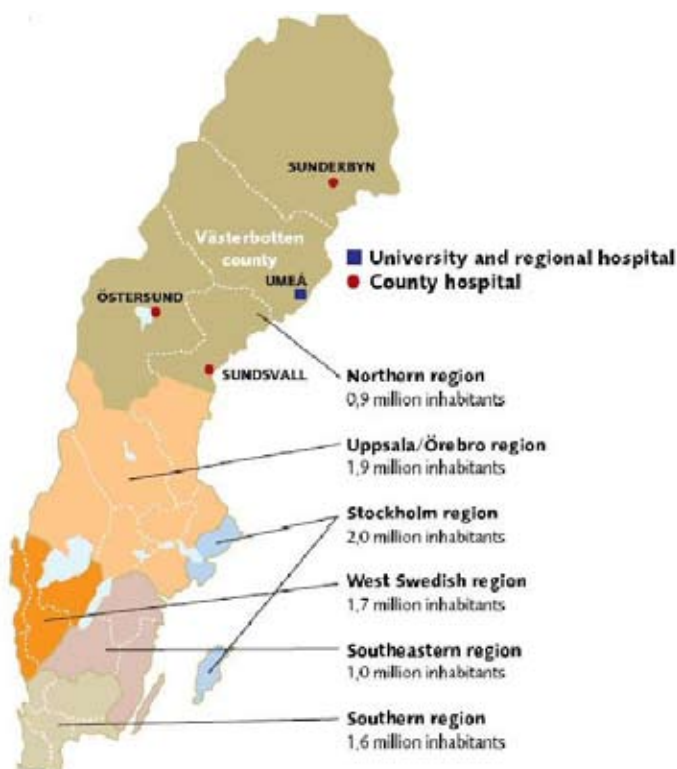 SUNDERBYN
Västerbotten
county
UMEÅ
ÖSTERSUND
SUNDSVALL
University and regional hospital
County hospital
Northern region
0,9 million inhabitants
Uppsala/Örebro region
1,9 million inhabitants
Stockholm region
2,0 million inhabitants
West Swedish region
1,7 million inhabitants
Southeastern region
1,0 million inhabitants
Southern region
1,6 million inhabitants